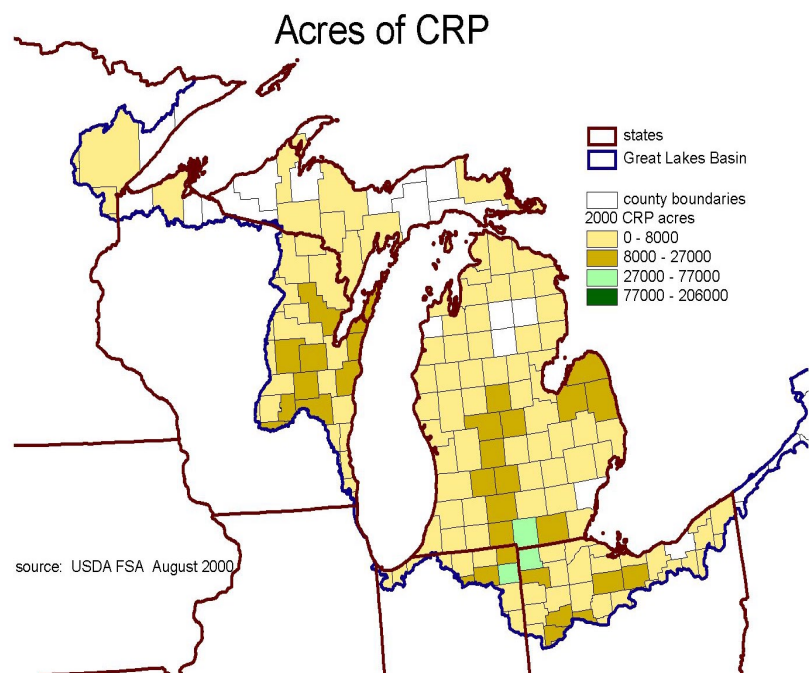 Acres of CRP
states
Great Lakes Basin
county boundaries
2000 CRP acres
0 - 8000
8000 - 27000
27000 - 77000
77000 - 206000
source: USDA FSA August 2000